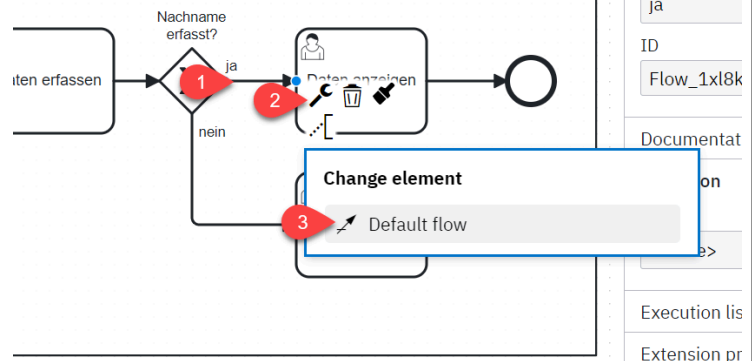 Nachname
erfasst?
ja
ja
ID
1
Daten anzeigen
aten erfassen
Flow_1xl8k
2
nein
Documentat
Change element
on
3
Default flow
e>
Execution lis
Extension pr